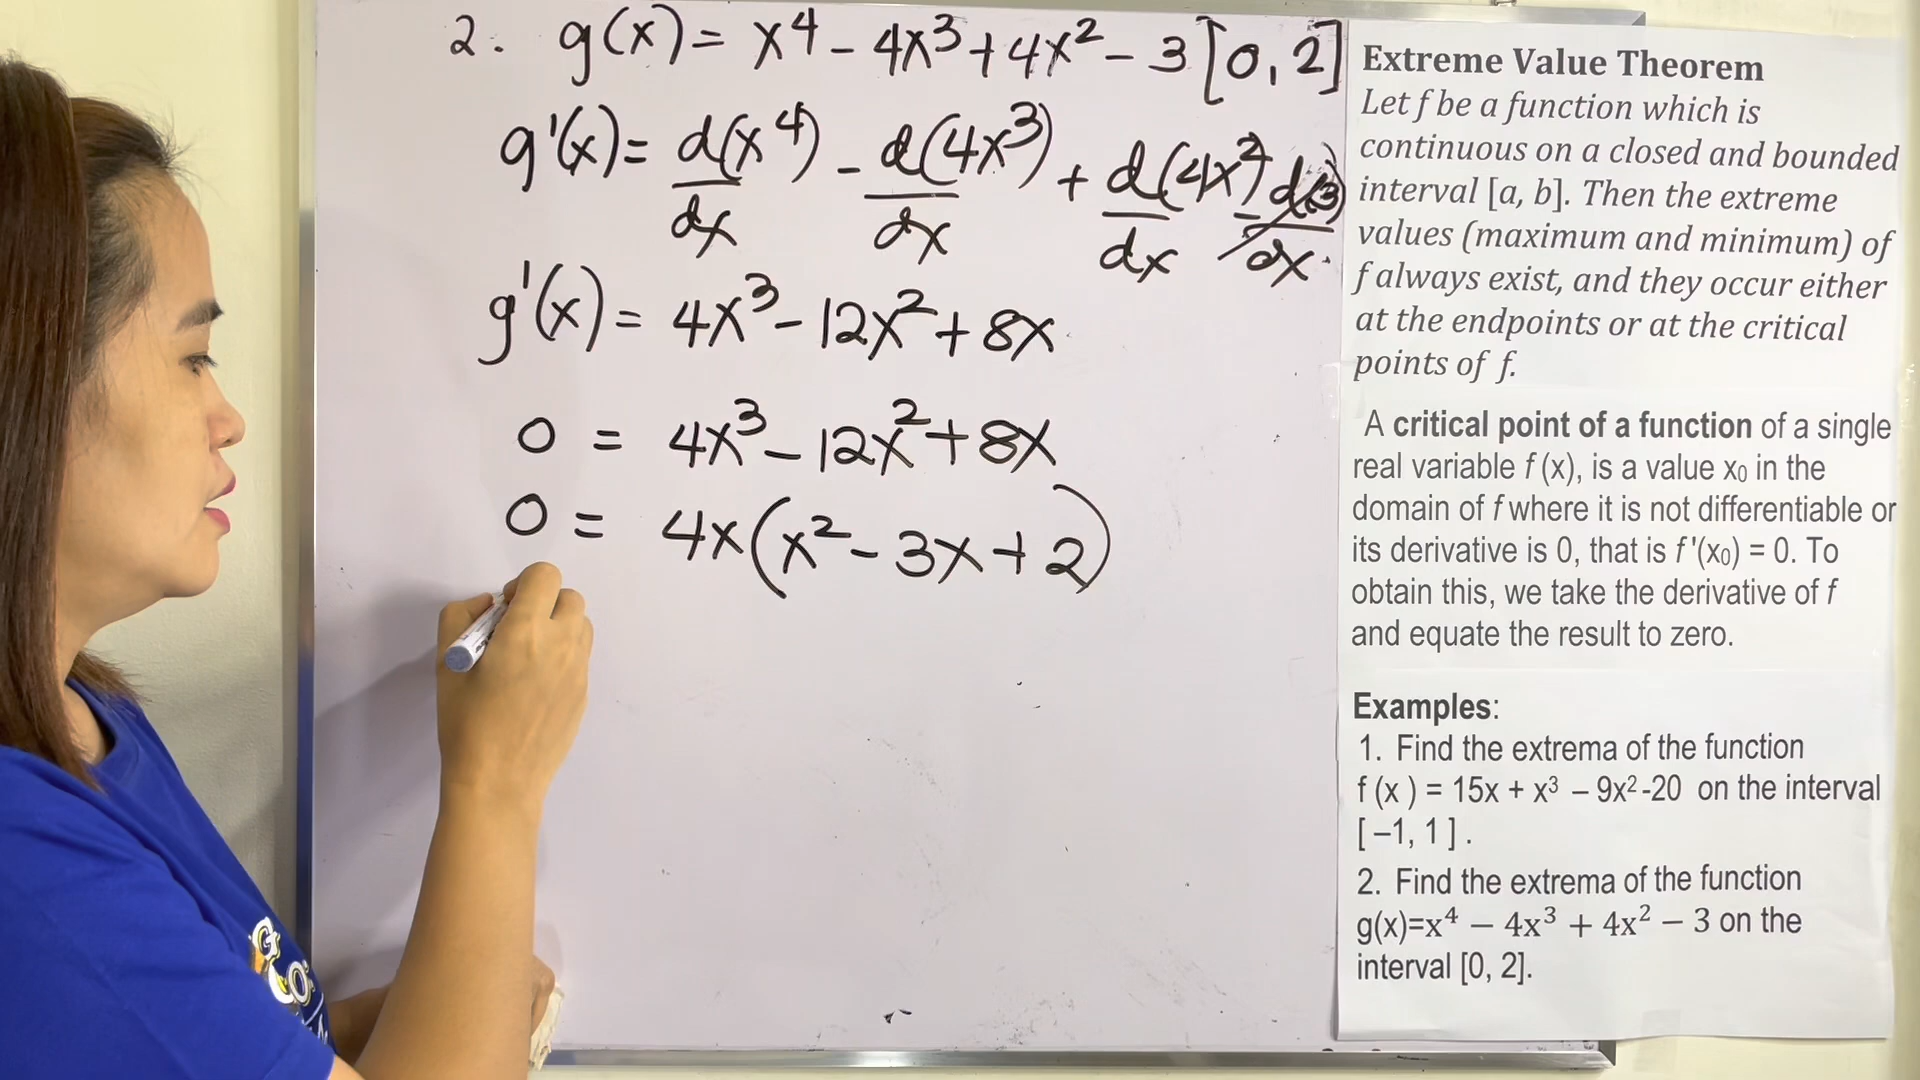 2. g(x) = x⁴ - 4x³ + 4x² - 3 [0, 2]
g'(x) = d(x⁴)/dx - d(4x³)/dx + d(4x²)/dx - d(3)/dx
g'(x) = 4x³ - 12x² + 8x
0 = 4x³ - 12x² + 8x
0 = 4x(x² - 3x + 2)
Extreme Value Theorem
Let f be a function which is
continuous on a closed and bounded
interval [a, b]. Then the extreme
values (maximum and minimum) of
f always exist, and they occur either
at the endpoints or at the critical
points of f.
A critical point of a function of a single
real variable f (x), is a value x₀ in the
domain of f where it is not differentiable or
its derivative is 0, that is f '(x₀) = 0. To
obtain this, we take the derivative of f
and equate the result to zero.
Examples:
1. Find the extrema of the function
f (x ) = 15x + x³ – 9x²-20 on the interval
[ –1, 1 ] .
2. Find the extrema of the function
g(x)=x⁴ − 4x³ + 4x² − 3 on the
interval [0, 2].